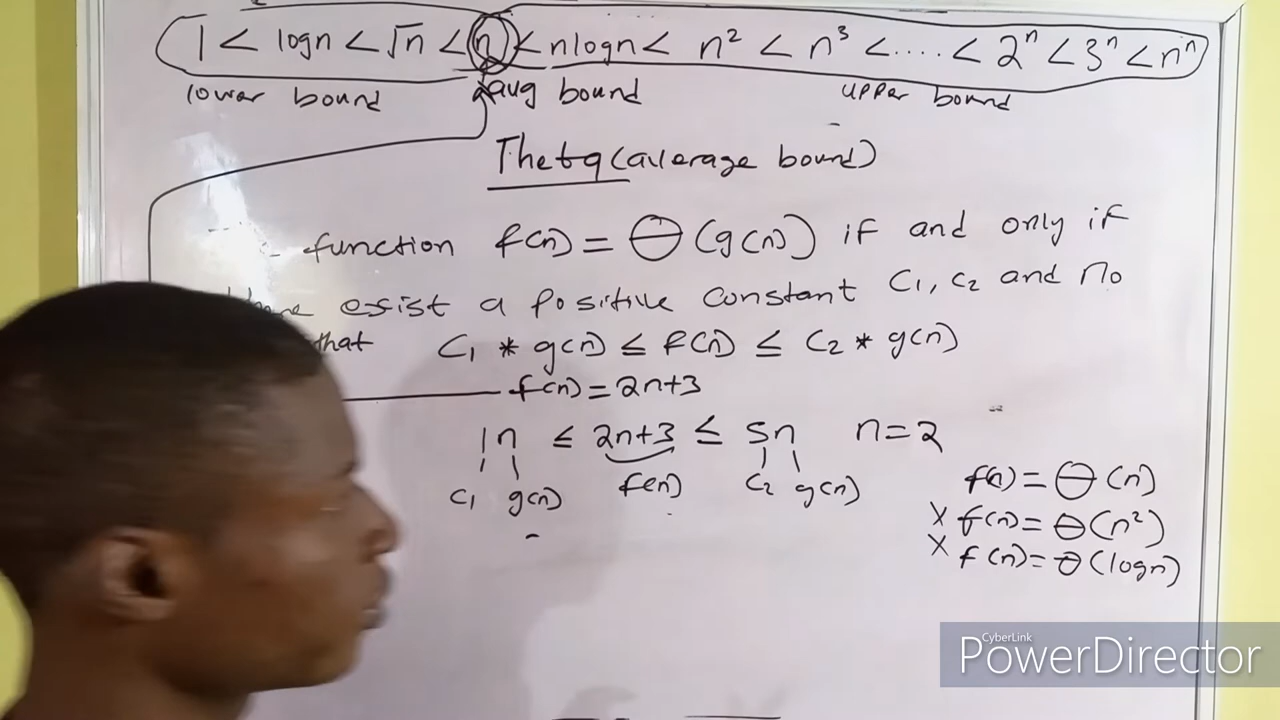 1 < logn < √n < n < nlogn < n² < n³ < .... < 2ⁿ < 3ⁿ < nⁿ
lower bound avg bound upper bound
Theta (average bound)
function f(n) = Θ (g(n)) if and only if
exist a positive constant C₁, C₂ and no
that C₁ * g(n) ≤ f(n) ≤ C₂ * g(n)
f(n) = 2n+3
1n ≤ 2n+3 ≤ 5n n=2
C₁ g(n) f(n) C₂ g(n)
f(n) = Θ (n)
X f(n) = Θ(n²)
X f(n) = Θ(logn)
CyberLink
PowerDirector